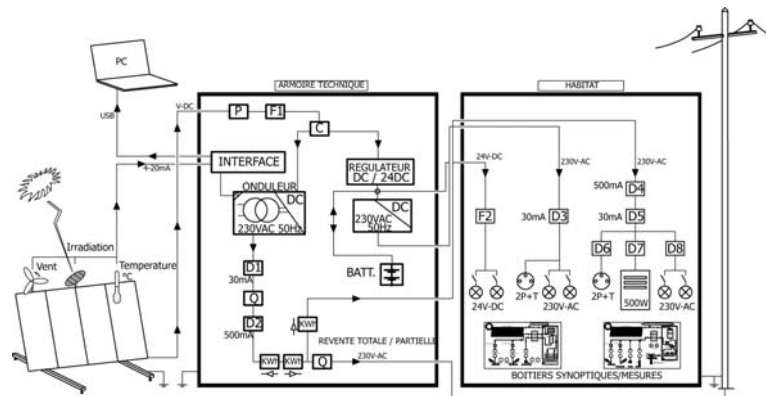 PC
ARMOIRE TECHNIQUE
HABITAT
USB
V-DC
P
F1
C
4-20mA
INTERFACE
ONDULEUR
DC
230VAC 50Hz
RÉGULATEUR
DC / 24DC
DC
230VAC
50Hz
BATT.
24V-DC
230V-AC
230V-AC
500mA
D4
F2
30mA
D3
30mA
D5
D6
D7
D8
Irradiation
Vent
Temperature
°C
D1
30mA
Q
D2
500mA
KWh
KWh
KWh
Q
REVENTE TOTALE / PARTIELLE
230V-AC
24V-DC
2P+T
230V-AC
2P+T
500W
230V-AC
BOITIERS SYNOPTIQUES/MESURES